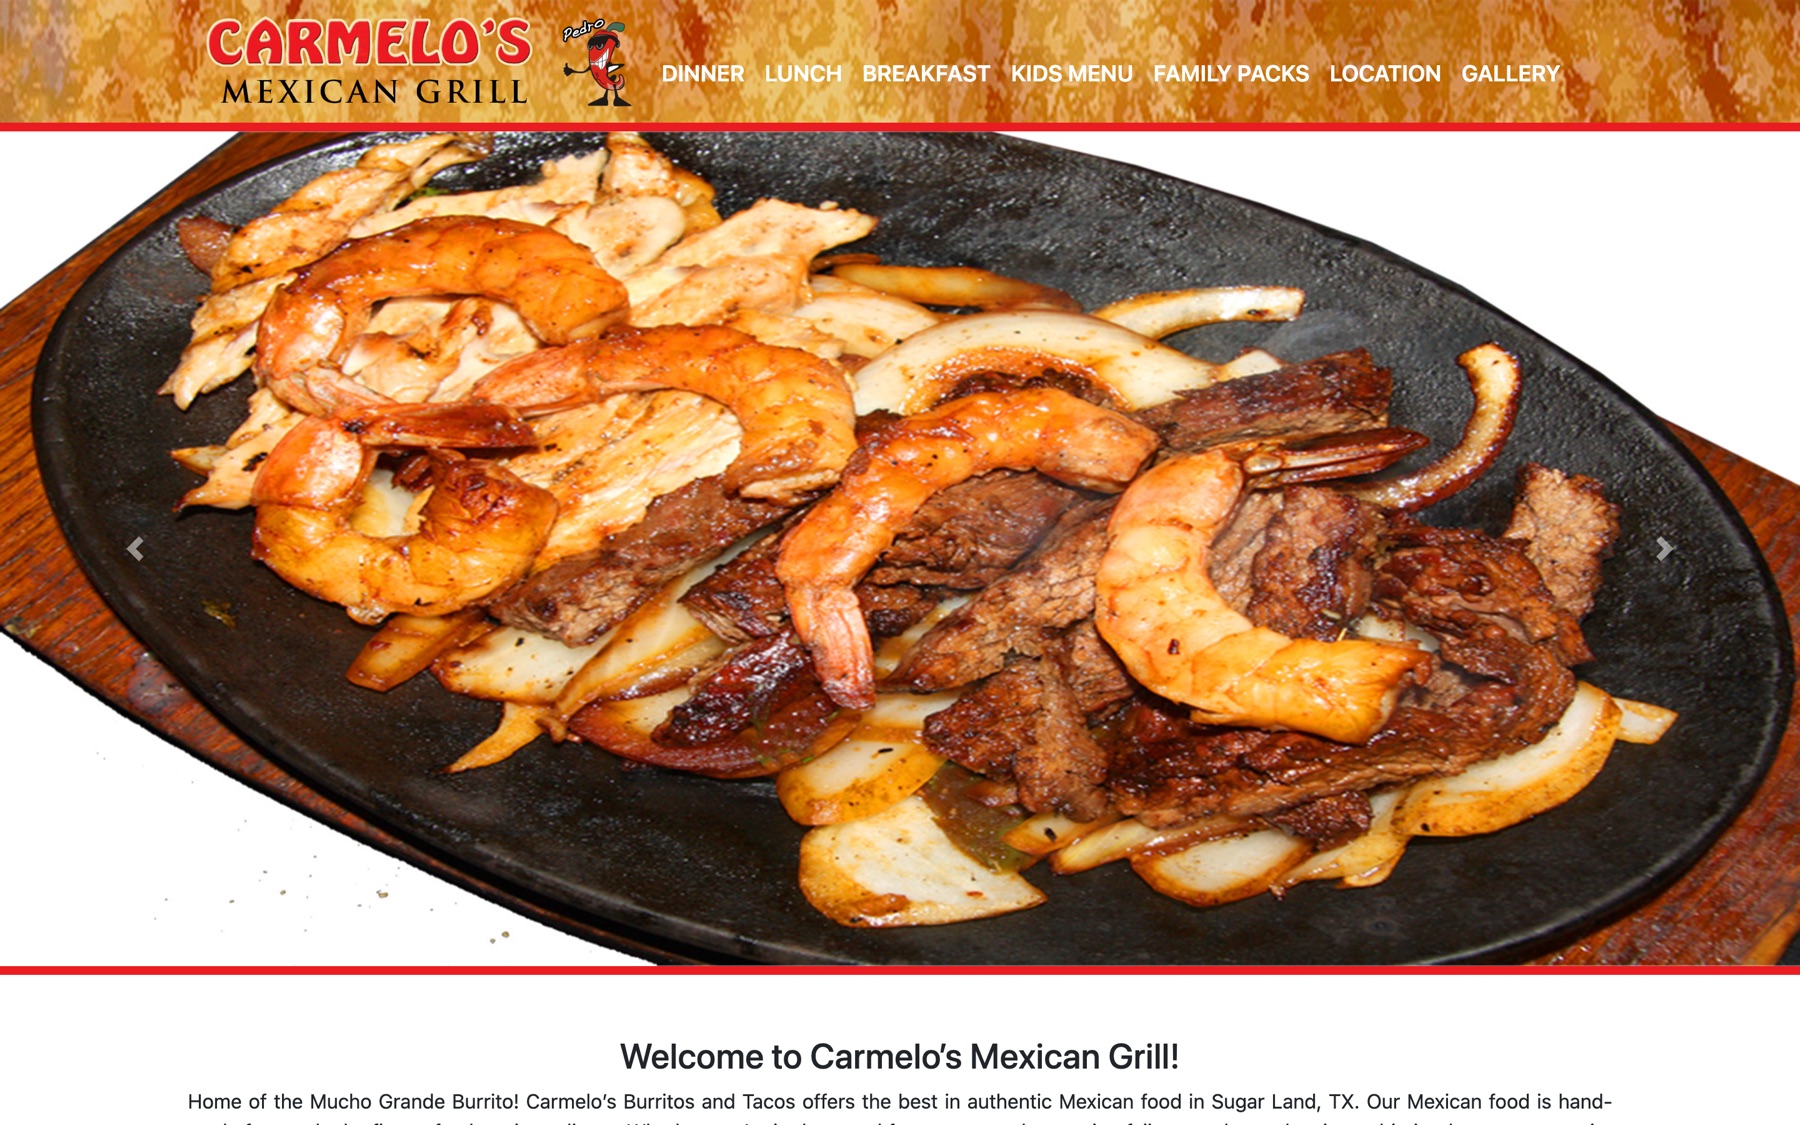 CARMELO'S
MEXICAN GRILL
Pedro
DINNER LUNCH BREAKFAST KIDS MENU FAMILY PACKS LOCATION GALLERY
Welcome to Carmelo's Mexican Grill!
Home of the Mucho Grande Burrito! Carmelo's Burritos and Tacos offers the best in authentic Mexican food in Sugar Land, TX. Our Mexican food is hand-